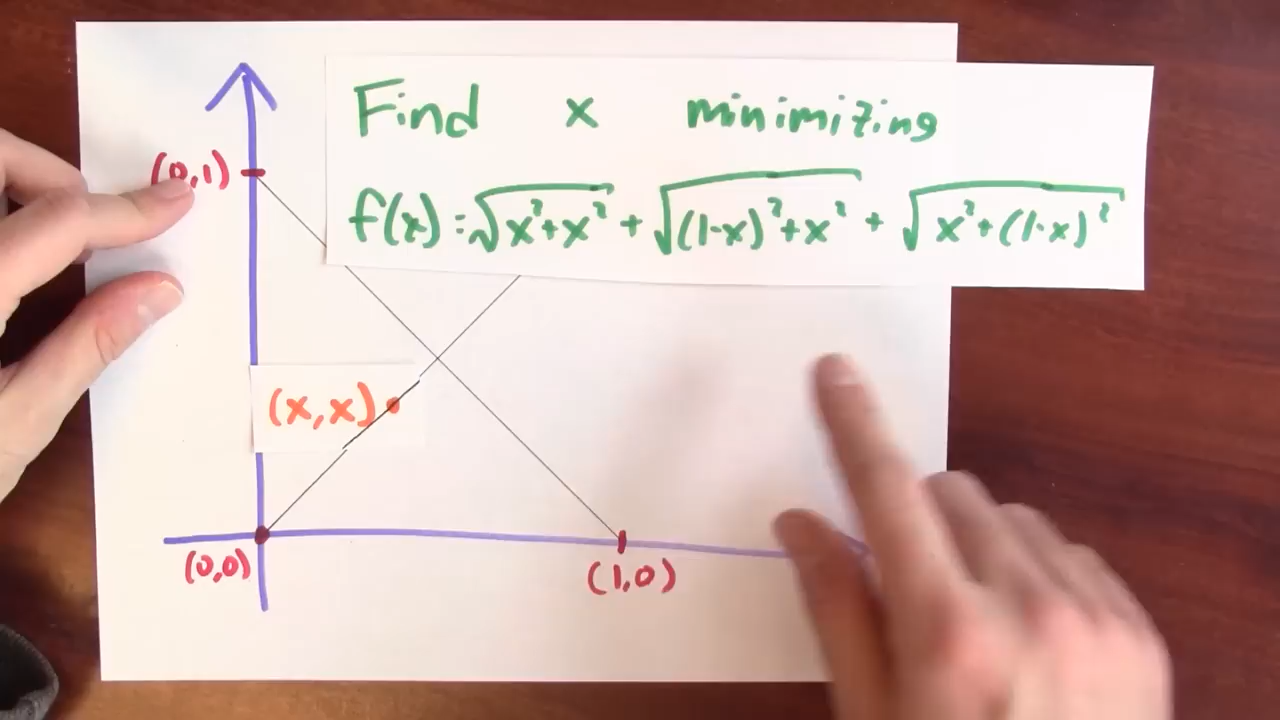 Find x minimizing
f(x) = √(x²+x²) + √((1-x)²+x²) + √(x²+(1-x)²)
(0,1)
(x,x)
(0,0)
(1,0)